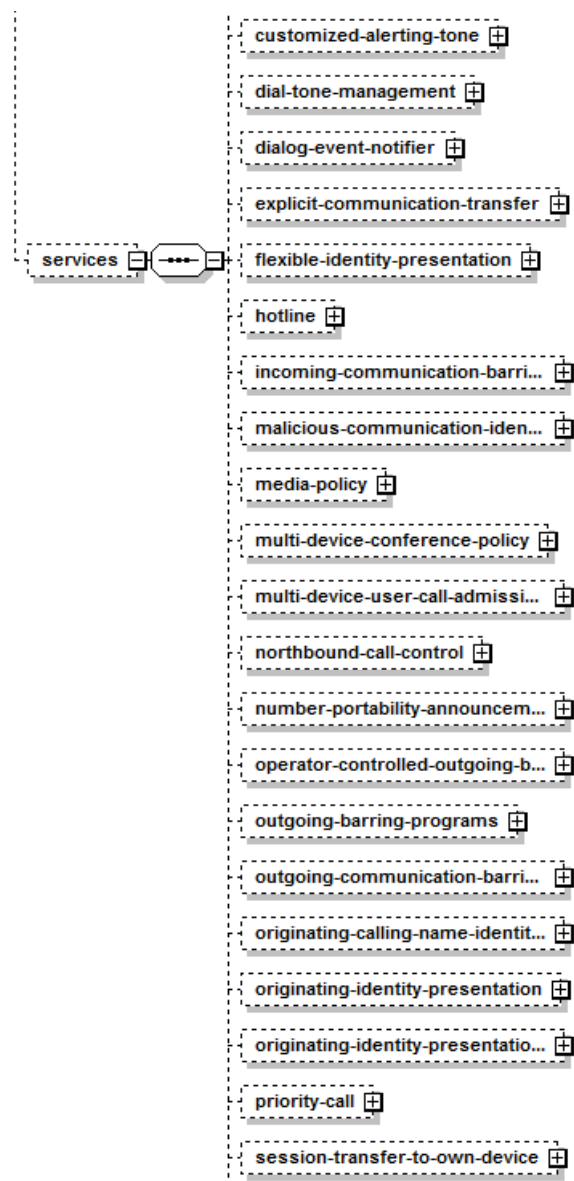 customized-alerting-tone
dial-tone-management
dialog-event-notifier
explicit-communication-transfer
services
flexible-identity-presentation
hotline
incoming-communication-barri...
malicious-communication-iden...
media-policy
multi-device-conference-policy
multi-device-user-call-admissi...
northbound-call-control
number-portability-announcem...
operator-controlled-outgoing-b...
outgoing-barring-programs
outgoing-communication-barri...
originating-calling-name-identit...
originating-identity-presentation
originating-identity-presentatio...
priority-call
session-transfer-to-own-device